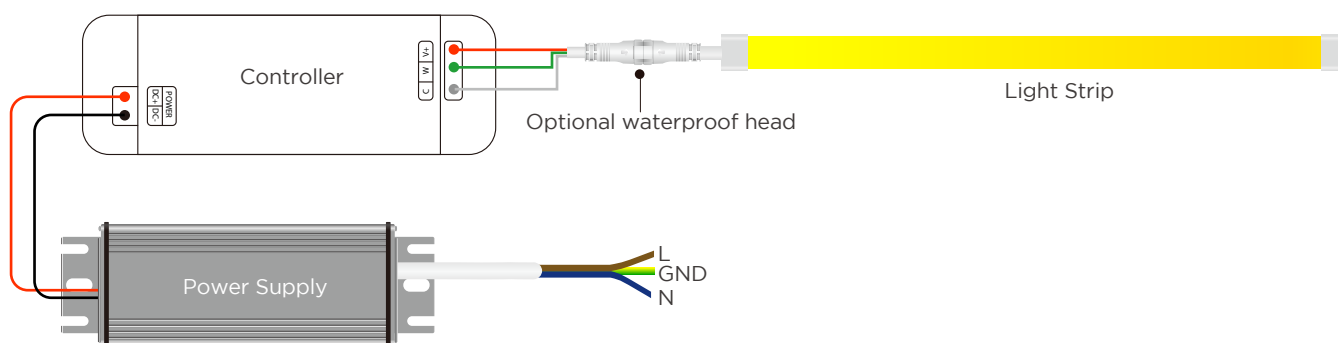 Controller
V+
W
C
POWER
DC+ DC-
Light Strip
Optional waterproof head
Power Supply
L
GND
N